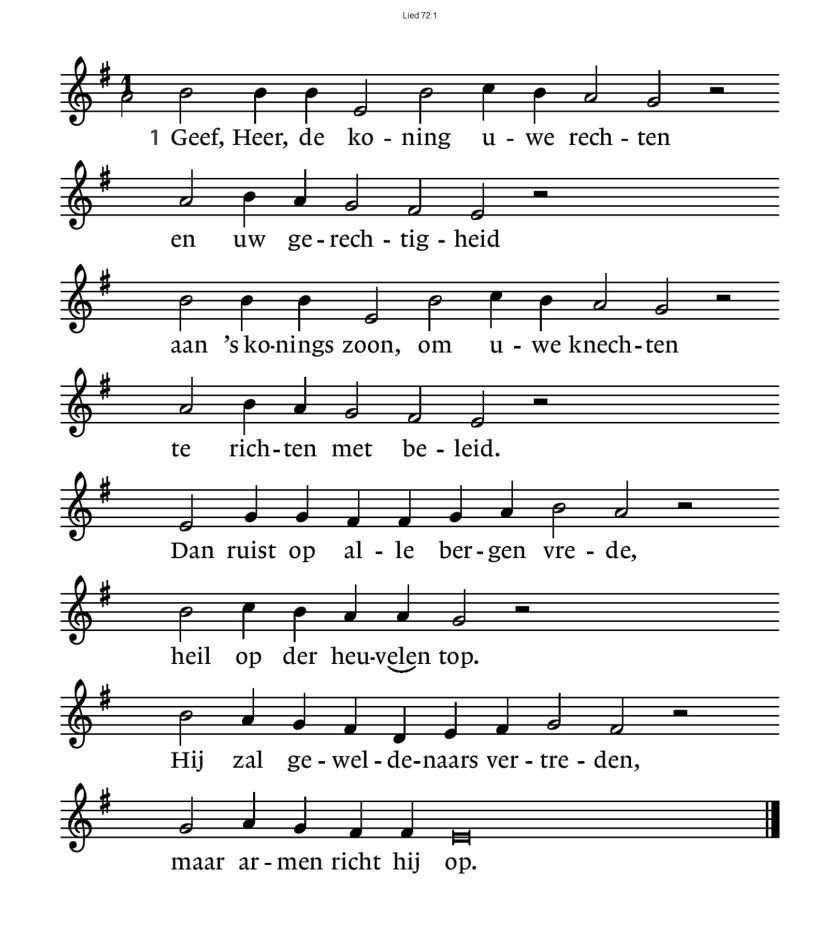 Lied 72:1
1
1 Geef, Heer, de ko - ning u - we rech - ten
en uw ge - rech - tig - heid
aan ’s ko - nings zoon, om u - we knech - ten
te rich - ten met be - leid.
Dan ruist op al - le ber - gen vre - de,
heil op der heu - velen top.
Hij zal ge - wel - de - naars ver - tre - den,
maar ar - men richt hij op.